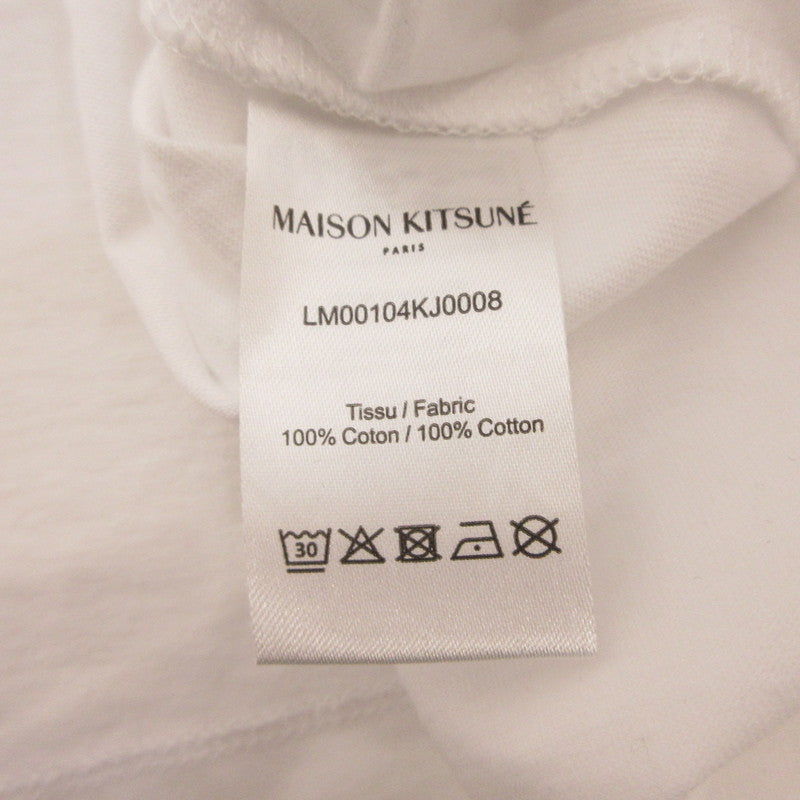 MAISON KITSUNÉ
PARIS
LM00104KJ0008
Tissu / Fabric
100% Coton / 100% Cotton
30